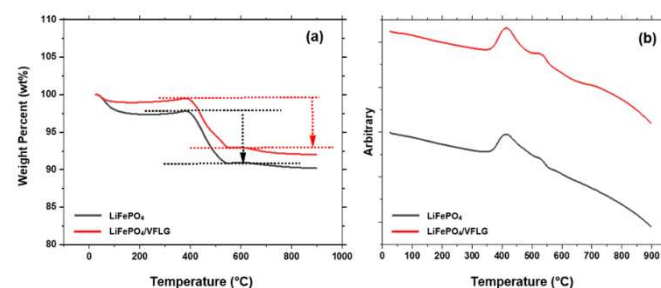 110
105
100
95
90
85
80
Weight Percent (wt%)
(a)
LiFePO₄
LiFePO₄/VFLG
0 200 400 600 800 1000
Temperature (°C)
Arbitrary
(b)
LiFePO₄
LiFePO₄/VFLG
0 100 200 300 400 500 600 700 800 900
Temperature (°C)